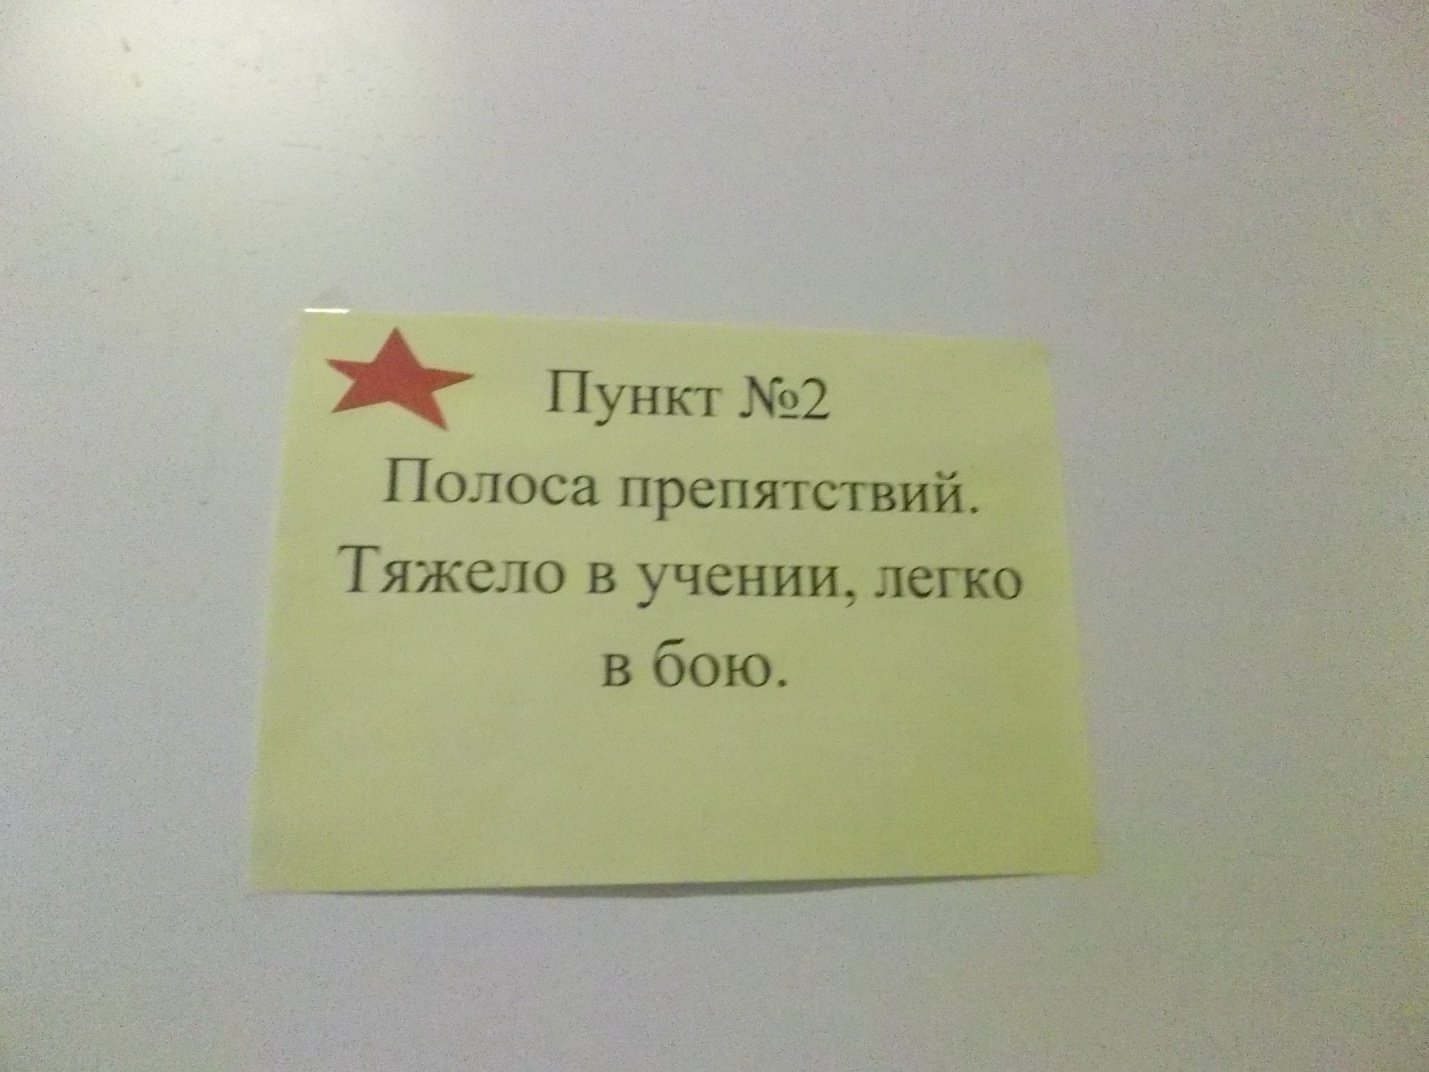 Пункт №2
Полоса препятствий.
Тяжело в учении, легко
в бою.